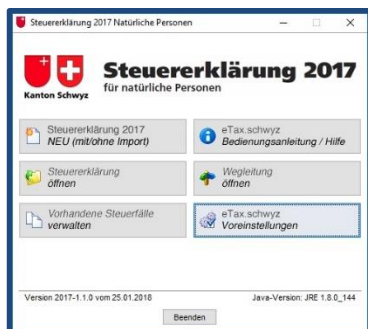 Steuererklärung 2017 Natürliche Personen
Kanton Schwyz
Steuererklärung 2017
für natürliche Personen
Steuererklärung 2017
NEU (mit/ohne Import)
eTax.schwyz
Bedienungsanleitung / Hilfe
Steuererklärung
öffnen
Wegleitung
öffnen
Vorhandene Steuerfälle
verwalten
eTax.schwyz
Voreinstellungen
Version 2017-1.1.0 vom 25.01.2018
Java-Version: JRE 1.8.0_144
Beenden